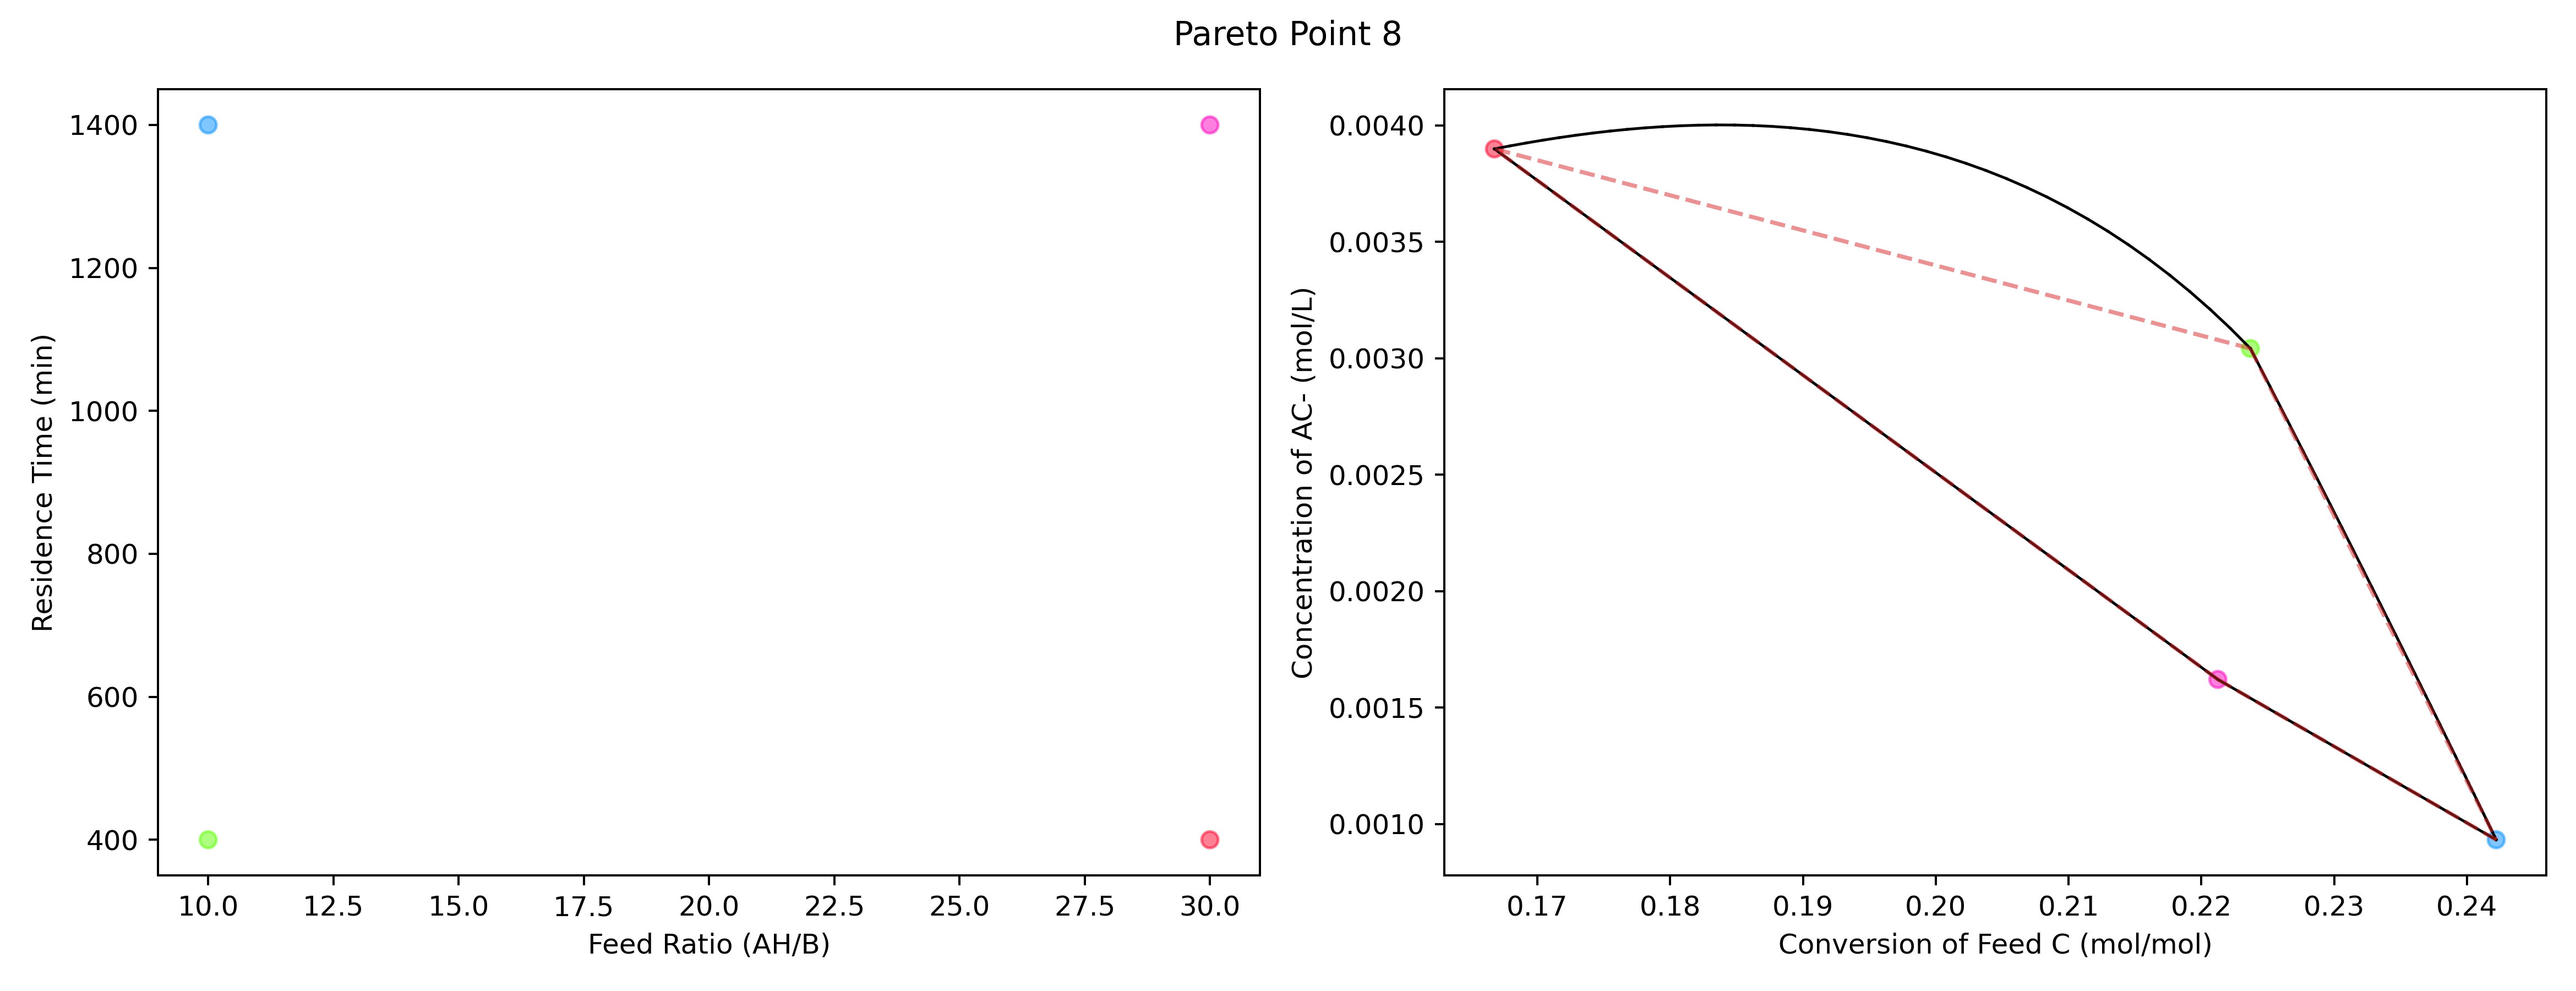 Pareto Point 8
Residence Time (min)
1400
1200
1000
800
600
400
10.0 12.5 15.0 17.5 20.0 22.5 25.0 27.5 30.0
Feed Ratio (AH/B)
Concentration of AC- (mol/L)
0.0040
0.0035
0.0030
0.0025
0.0020
0.0015
0.0010
0.17 0.18 0.19 0.20 0.21 0.22 0.23 0.24
Conversion of Feed C (mol/mol)